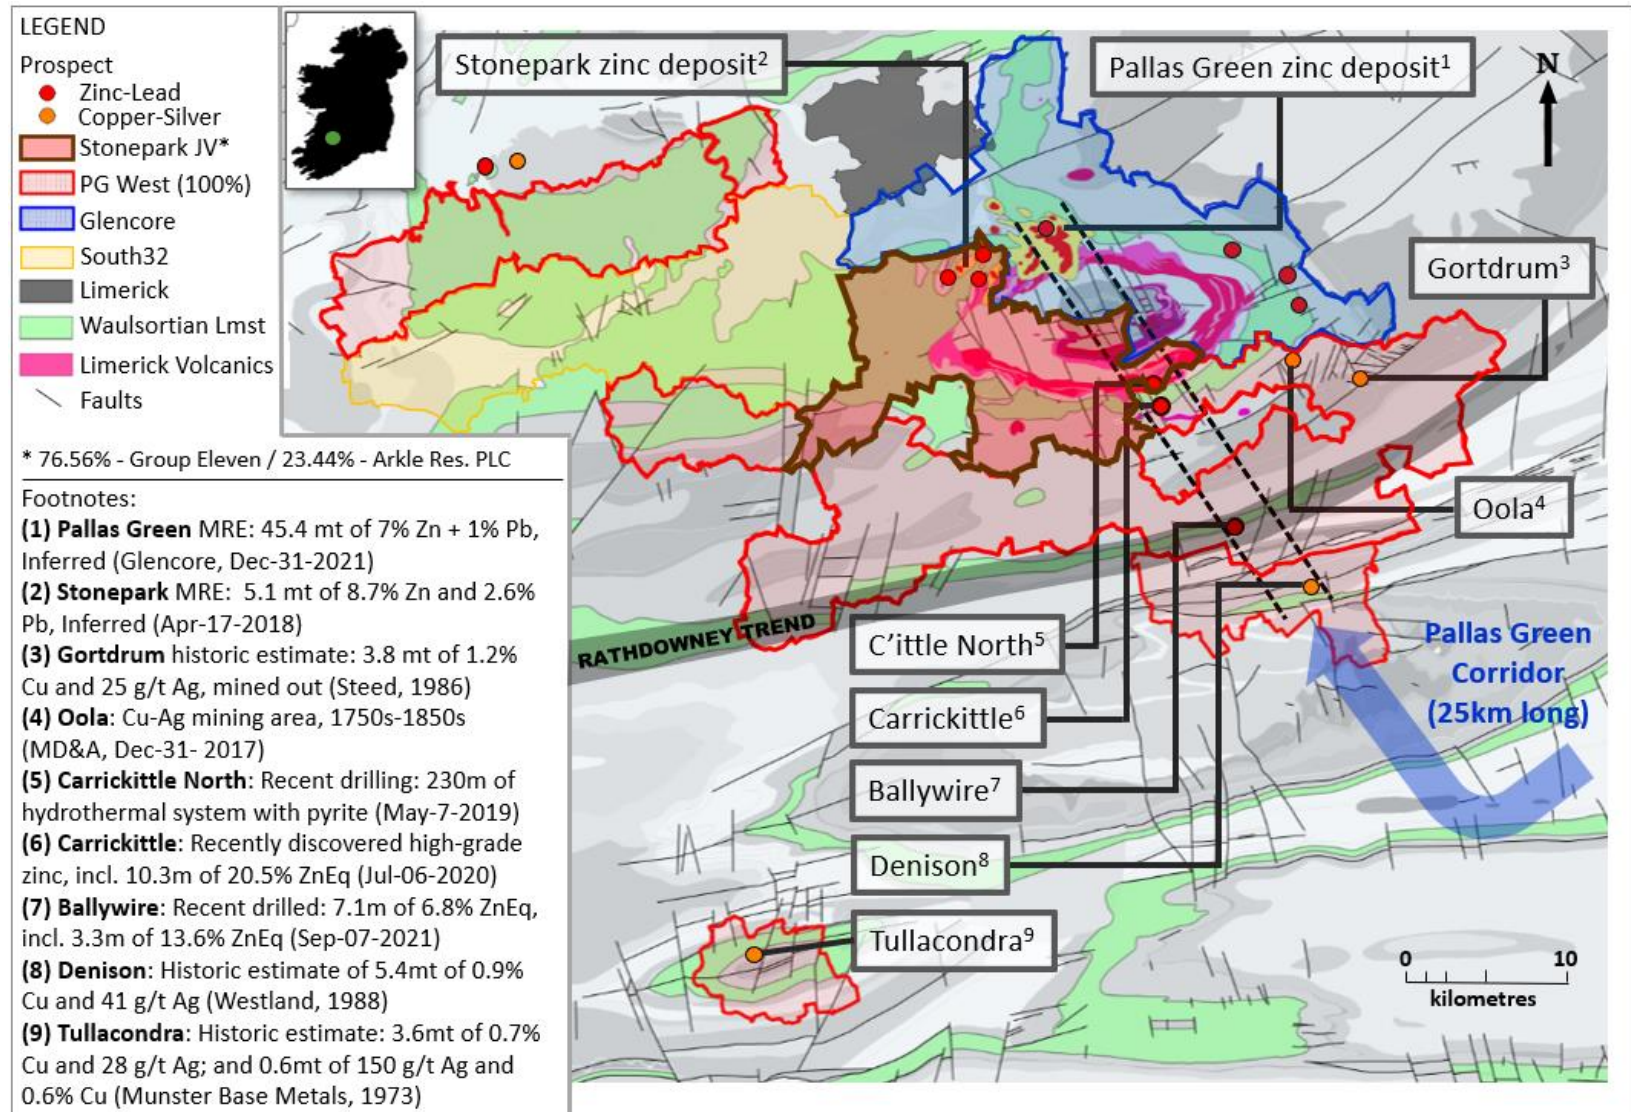 LEGEND
Prospect
Zinc-Lead
Copper-Silver
Stonepark JV*
PG West (100%)
Glencore
South32
Limerick
Waulsortian Lmst
Limerick Volcanics
Faults
* 76.56% - Group Eleven / 23.44% - Arkle Res. PLC
Footnotes:
(1) Pallas Green MRE: 45.4 mt of 7% Zn + 1% Pb,
Inferred (Glencore, Dec-31-2021)
(2) Stonepark MRE:  5.1 mt of 8.7% Zn and 2.6%
Pb, Inferred (Apr-17-2018)
(3) Gortdrum historic estimate: 3.8 mt of 1.2%
Cu and 25 g/t Ag, mined out (Steed, 1986)
(4) Oola: Cu-Ag mining area, 1750s-1850s
(MD&A, Dec-31- 2017)
(5) Carrickittle North: Recent drilling: 230m of
hydrothermal system with pyrite (May-7-2019)
(6) Carrickittle: Recently discovered high-grade
zinc, incl. 10.3m of 20.5% ZnEq (Jul-06-2020)
(7) Ballywire: Recent drilled: 7.1m of 6.8% ZnEq,
incl. 3.3m of 13.6% ZnEq (Sep-07-2021)
(8) Denison: Historic estimate of 5.4mt of 0.9%
Cu and 41 g/t Ag (Westland, 1988)
(9) Tullacondra: Historic estimate: 3.6mt of 0.7%
Cu and 28 g/t Ag; and 0.6mt of 150 g/t Ag and
0.6% Cu (Munster Base Metals, 1973)
Stonepark zinc deposit²
Pallas Green zinc deposit¹
N
Gortdrum³
Oola⁴
RATHDOWNEY TREND
C’ittle North⁵
Carrickittle⁶
Ballywire⁷
Denison⁸
Tullacondra⁹
Pallas Green
Corridor
(25km long)
0 10
kilometres